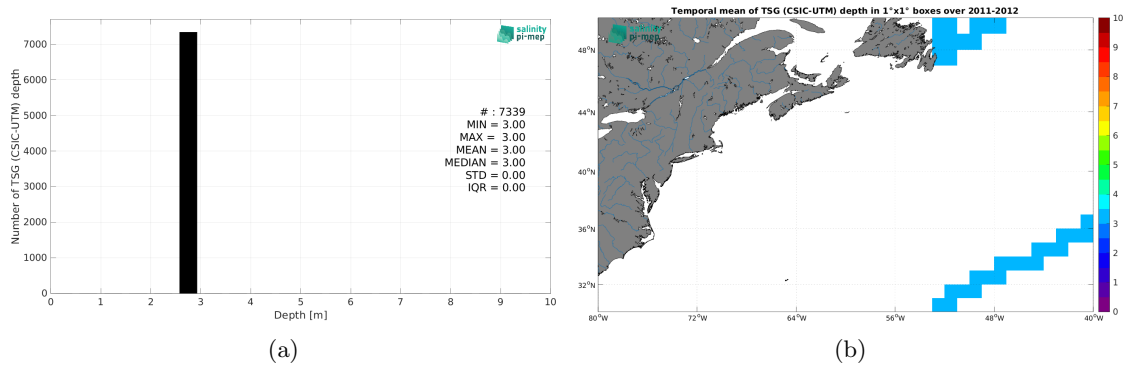 7000
6000
5000
4000
3000
2000
1000
0
Number of TSG (CSIC-UTM) depth
salinity
pi-mep
# : 7339
MIN = 3.00
MAX = 3.00
MEAN = 3.00
MEDIAN = 3.00
STD = 0.00
IQR = 0.00
0 1 2 3 4 5 6 7 8 9 10
Depth [m]
(a)
Temporal mean of TSG (CSIC-UTM) depth in 1°x1° boxes over 2011-2012
salinity
pi-mep
48°N
44°N
40°N
36°N
32°N
80°W 72°W 64°W 56°W 48°W 40°W
10
9
8
7
6
5
4
3
2
1
0
(b)